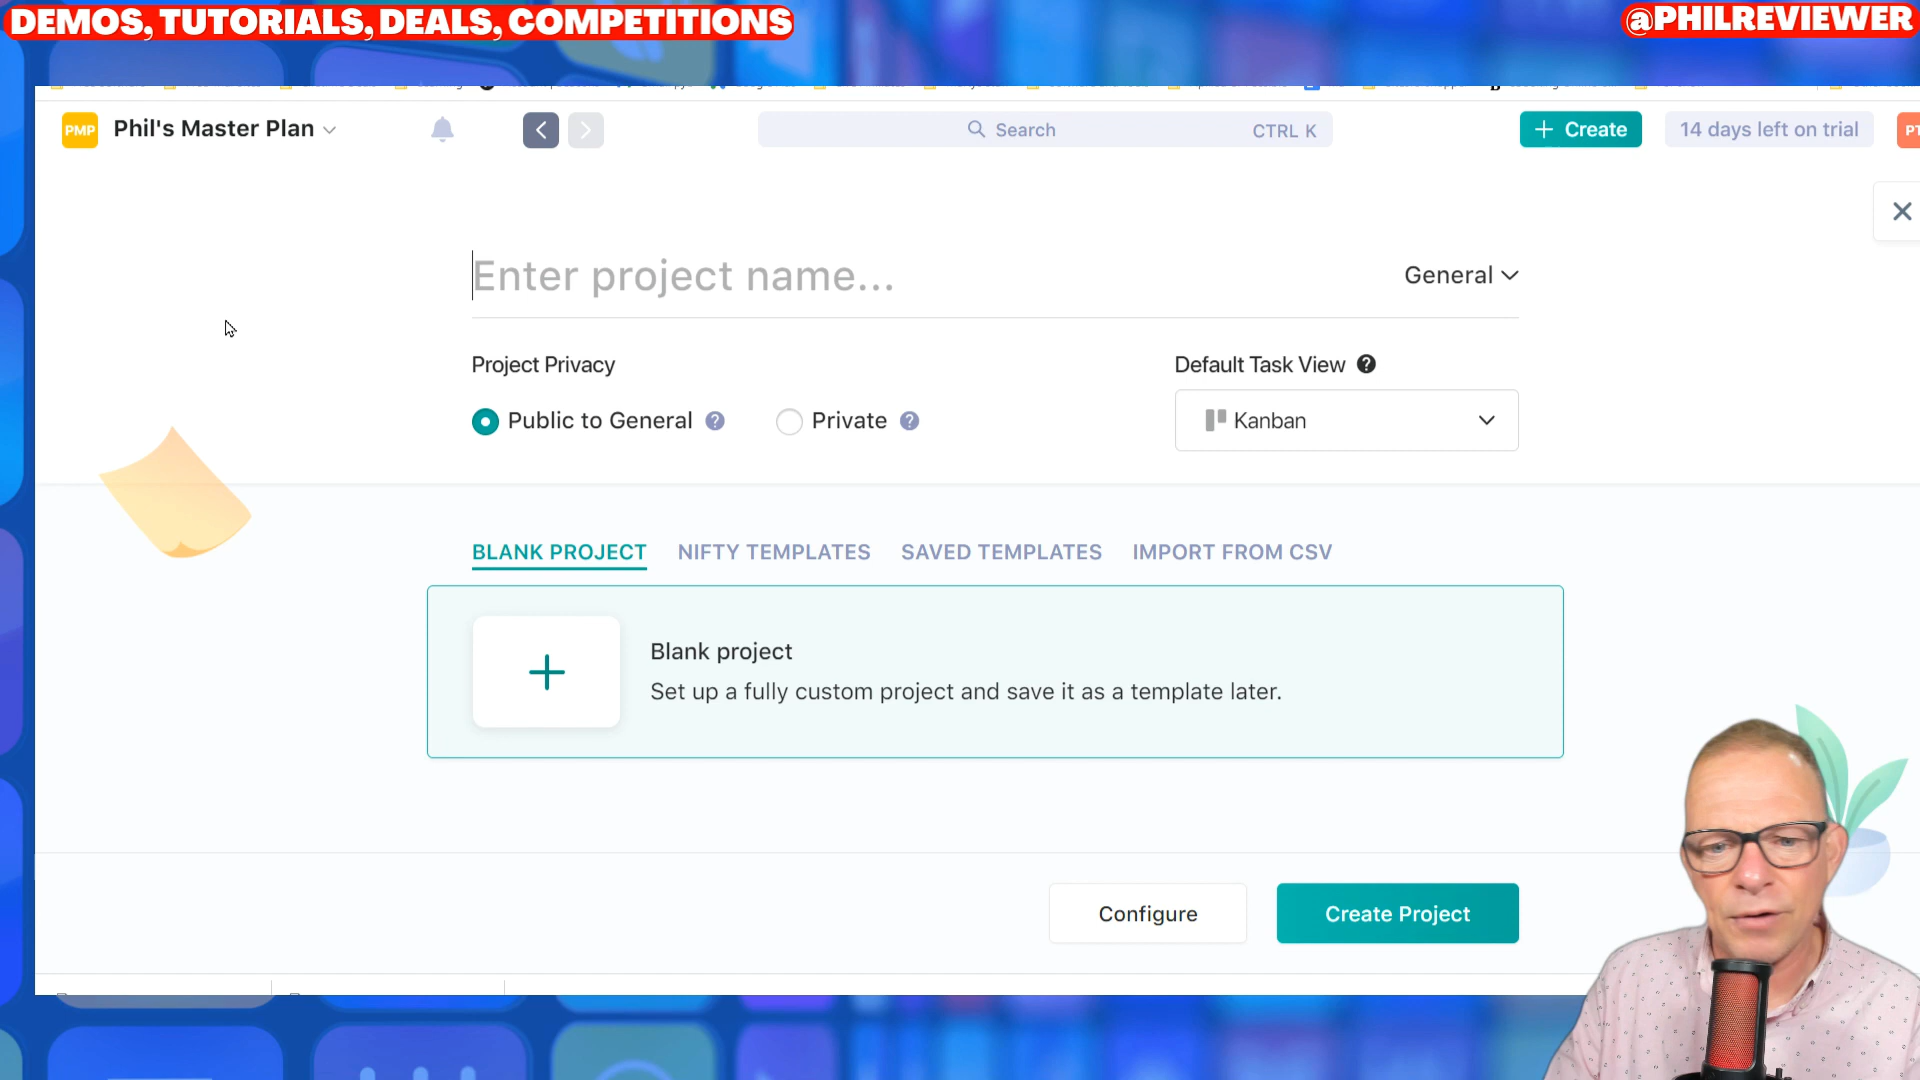 DEMOS, TUTORIALS, DEALS, COMPETITIONS
@PHILREVIEWER
PMP
Phil's Master Plan
Search
CTRL K
+ Create
14 days left on trial
PT
Enter project name...
General
Project Privacy
Default Task View ?
Public to General ?
Private ?
Kanban
BLANK PROJECT
NIFTY TEMPLATES
SAVED TEMPLATES
IMPORT FROM CSV
Blank project
Set up a fully custom project and save it as a template later.
Configure
Create Project